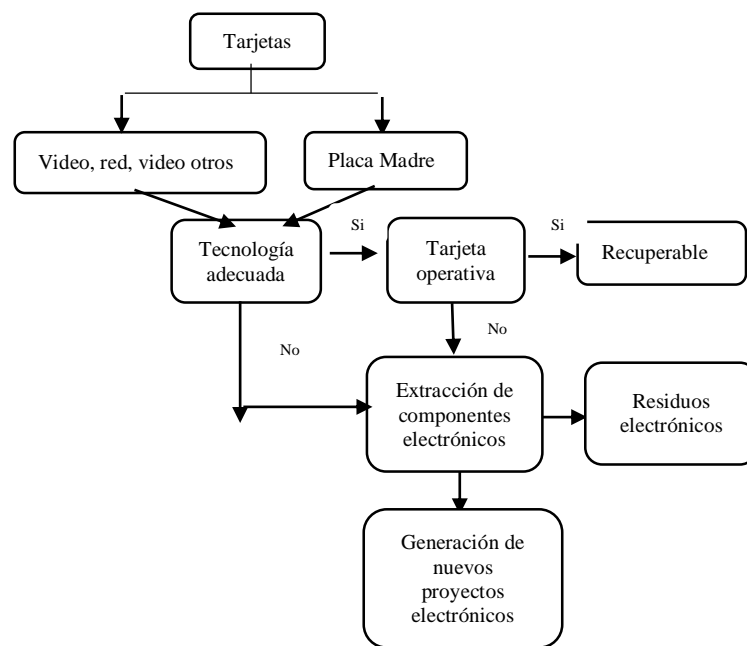 Tarjetas
Video, red, video otros
Placa Madre
Si
Si
Tecnología
adecuada
Tarjeta
operativa
Recuperable
No
No
Extracción de
componentes
electrónicos
Residuos
electrónicos
Generación de
nuevos
proyectos
electrónicos